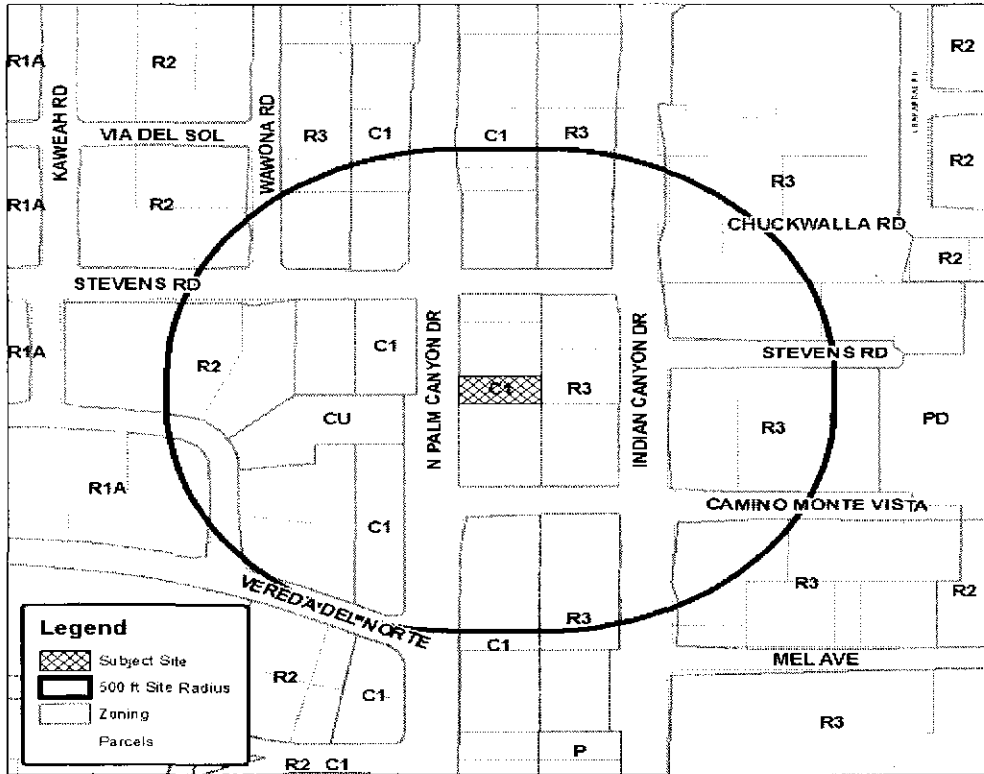 R1A
R2
R2
KAWEAH RD
VIA DEL SOL
WAWONA RD
R3
C1
C1
R3
R2
R1A
R2
R3
CHUCKWALLA RD
R2
STEVENS RD
R1A
R2
C1
N PALM CANYON DR
C1
R3
INDIAN CANYON DR
STEVENS RD
R2
CU
R3
PD
R1A
C1
CAMINO MONTE VISTA
VEREDA DEL NORTE
R3
C1
R3
R2
MEL AVE
R2
C1
R3
P
R2 C1
Legend
Subject Site
500 ft Site Radius
Zoning
Parcels